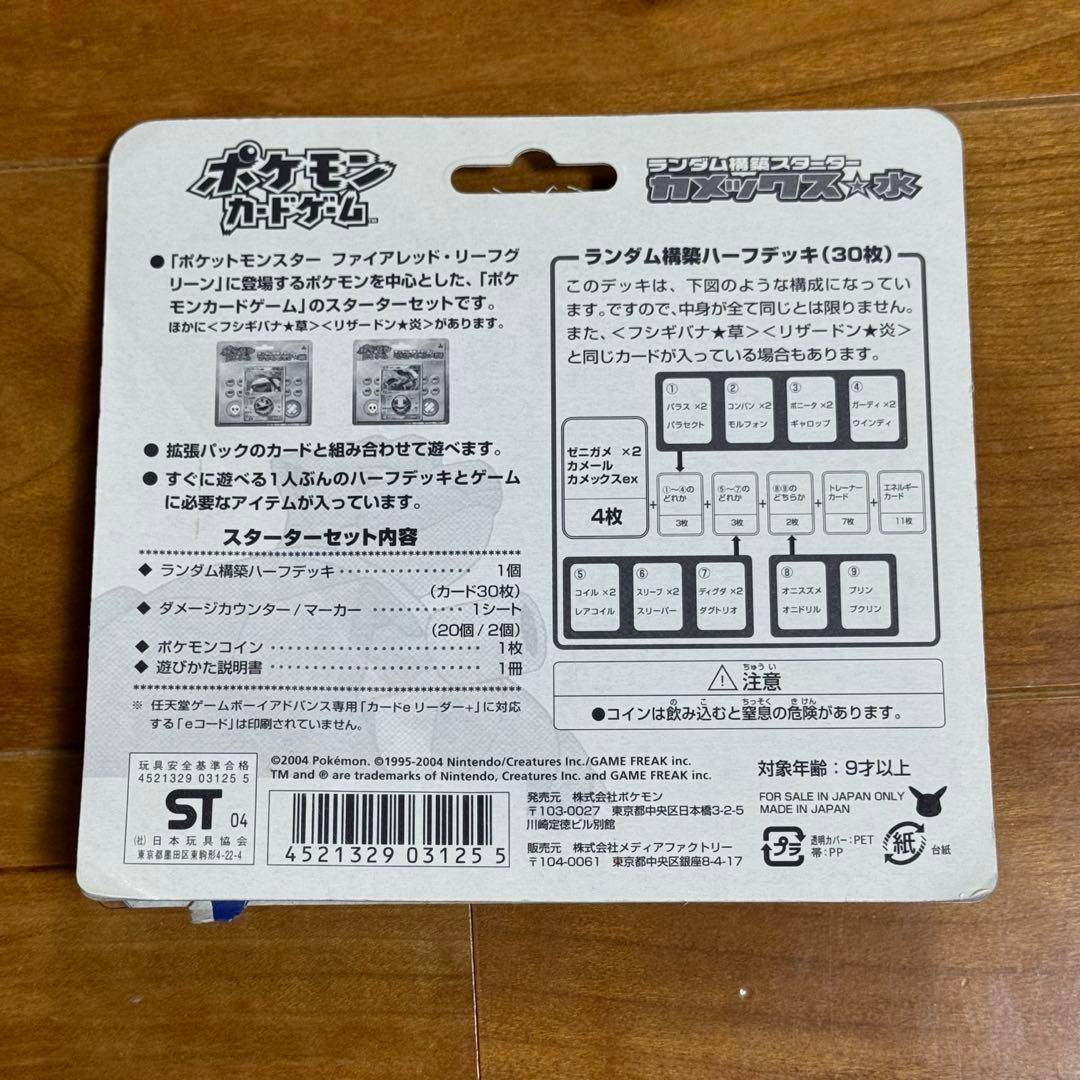 ポケモン
カードゲーム™
ランダム構築スターター
カメックス☆水
●「ポケットモンスター ファイアレッド・リーフグ
リーン」に登場するポケモンを中心とした、「ポケ
モンカードゲーム」のスターターセットです。
ほかに<フシギバナ★草><リザードン★炎>があります。
● 拡張パックのカードと組み合わせて遊べます。
● すぐに遊べる1人ぶんのハーフデッキとゲーム
に必要なアイテムが入っています。
スターターセット内容
◆ ランダム構築ハーフデッキ・・・・・・・・・・・・・・・・ 1個
(カード30枚)
◆ ダメージカウンター/マーカー ・・・・・・・・・・・ 1シート
(20個/2個)
◆ ポケモンコイン ・・・・・・・・・・・・・・・・・・・・・・・・・ 1枚
◆ 遊びかた説明書 ・・・・・・・・・・・・・・・・・・・・・・・・・ 1冊
※ 任天堂ゲームボーイアドバンス専用「カードe リーダー+」に対応
する「eコード」は印刷されていません。
ランダム構築ハーフデッキ(30枚)
このデッキは、下図のような構成になってい
ます。ですので、中身が全て同じとは限りません。
また、<フシギバナ★草><リザードン★炎>
と同じカードが入っている場合もあります。
① パラス ×2 パラセクト
② コンパン ×2 モルフォン
③ ポニータ ×2 ギャロップ
④ ガーディ ×2 ウインディ
ゼニガメ ×2
カメール
カメックスex
4枚
+
①～④の どれか 3枚
+
⑤～⑦の どれか 3枚
+
⑧⑨の どちらか 2枚
+
トレーナー カード 7枚
+
エネルギー カード 11枚
⑤ コイル ×2 レアコイル
⑥ スリープ ×2 スリーパー
⑦ ディグダ ×2 ダグトリオ
⑧ オニスズメ オニドリル
⑨ プリン プクリン
⚠ 注意 ちゅうい
●コインは飲み込むと窒息の危険があります。 の こ ちっそく きけん
玩具安全基準合格
4521329 03125 5
ST 04
(社)日本玩具協会
東京都墨田区東駒形4-22-4
©2004 Pokémon. ©1995-2004 Nintendo/Creatures Inc./GAME FREAK inc.
TM and ® are trademarks of Nintendo, Creatures Inc. and GAME FREAK inc.
4 521329 031255
発売元 株式会社ポケモン
〒103-0027 東京都中央区日本橋3-2-5
川崎定徳ビル別館
販売元 株式会社メディアファクトリー
〒104-0061 東京都中央区銀座8-4-17
対象年齢：9才以上
FOR SALE IN JAPAN ONLY
MADE IN JAPAN
プラ
透明カバー：PET
帯：PP
紙
台紙